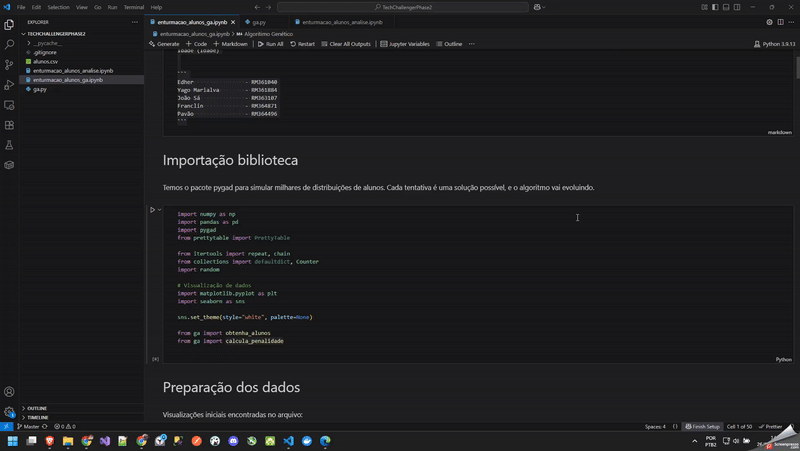 File Edit Selection View Go Run Terminal Help
TechChallengerPhase2
EXPLORER
enturmacao_alunos_ga.ipynb
ga.py
enturmacao_alunos_analise.ipynb
TECHCHALLENGERPHASE2
__pycache__
.gitignore
alunos.csv
enturmacao_alunos_analise.ipynb
enturmacao_alunos_ga.ipynb
ga.py
OUTLINE
TIMELINE
enturmacao_alunos_ga.ipynb > Algoritmo Genético
Generate + Code + Markdown Run All Restart Clear All Outputs Jupyter Variables Outline ... Python 3.9.13
idade (idade)
```
Edhor - RM361040
Yago Marialva - RM361884
João Sá - RM363107
Franclin - RM364871
Pavão - RM364496
```
markdown
Importação biblioteca
Temos o pacote pygad para simular milhares de distribuições de alunos. Cada tentativa é uma solução possível, e o algoritmo vai evoluindo.
import numpy as np
import pandas as pd
import pygad
from prettytable import PrettyTable
from itertools import repeat, chain
from collections import defaultdict, Counter
import random
# Visualização de dados
import matplotlib.pyplot as plt
import seaborn as sns
sns.set_theme(style="white", palette=None)
from ga import obtenha_alunos
from ga import calcula_penalidade
Python
Preparação dos dados
Visualizações iniciais encontradas no arquivo:
Master 0 0 Spaces: 4 {} Finish Setup Cell 1 of 50 Prettier
POR
PTB2
Screenpresso